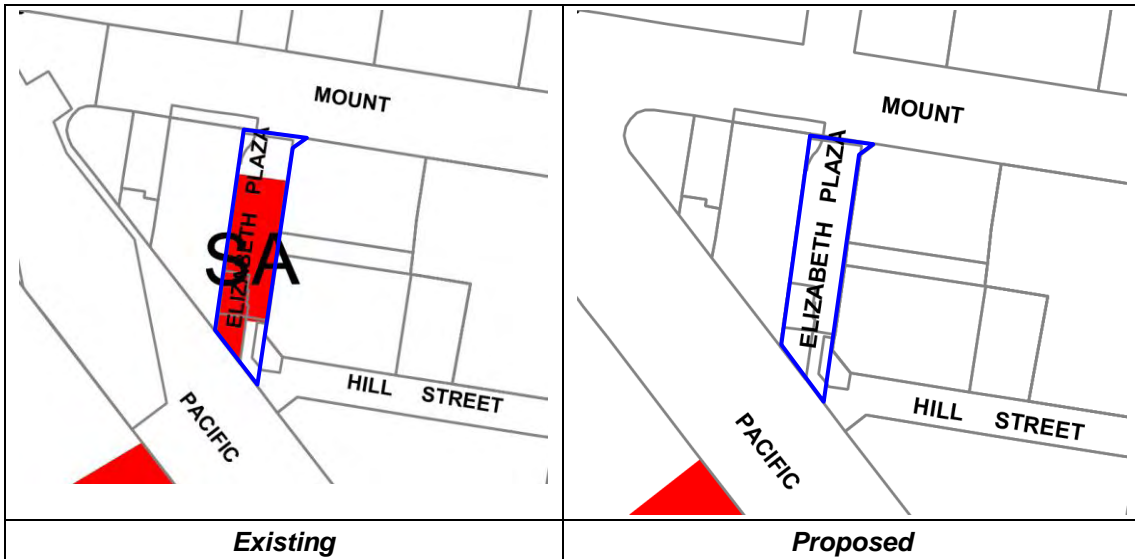 MOUNT
ELIZABETH PLAZA
SA
HILL STREET
PACIFIC
MOUNT
ELIZABETH PLAZA
HILL STREET
PACIFIC
Existing
Proposed